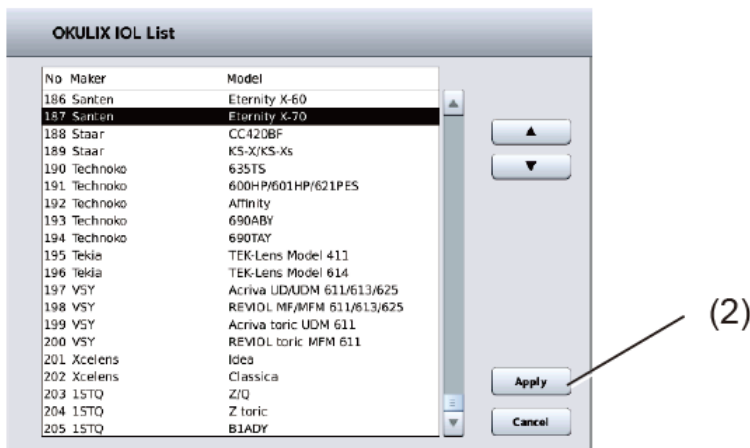 OKULIX IOL List
No Maker Model
186 Santen Eternity X-60
187 Santen Eternity X-70
188 Staar CC420BF
189 Staar KS-X/KS-Xs
190 Technoko 635TS
191 Technoko 600HP/601HP/621PES
192 Technoko Affinity
193 Technoko 690ABY
194 Technoko 690TAY
195 Tekia TEK-Lens Model 411
196 Tekia TEK-Lens Model 614
197 VSY Acriva UD/UDM 611/613/625
198 VSY REVIOL MF/MFM 611/613/625
199 VSY Acriva toric UDM 611
200 VSY REVIOL toric MFM 611
201 Xcelens Idea
202 Xcelens Classica
203 1STQ Z/Q
204 1STQ Z toric
205 1STQ B1ADY
Apply
Cancel
(2)